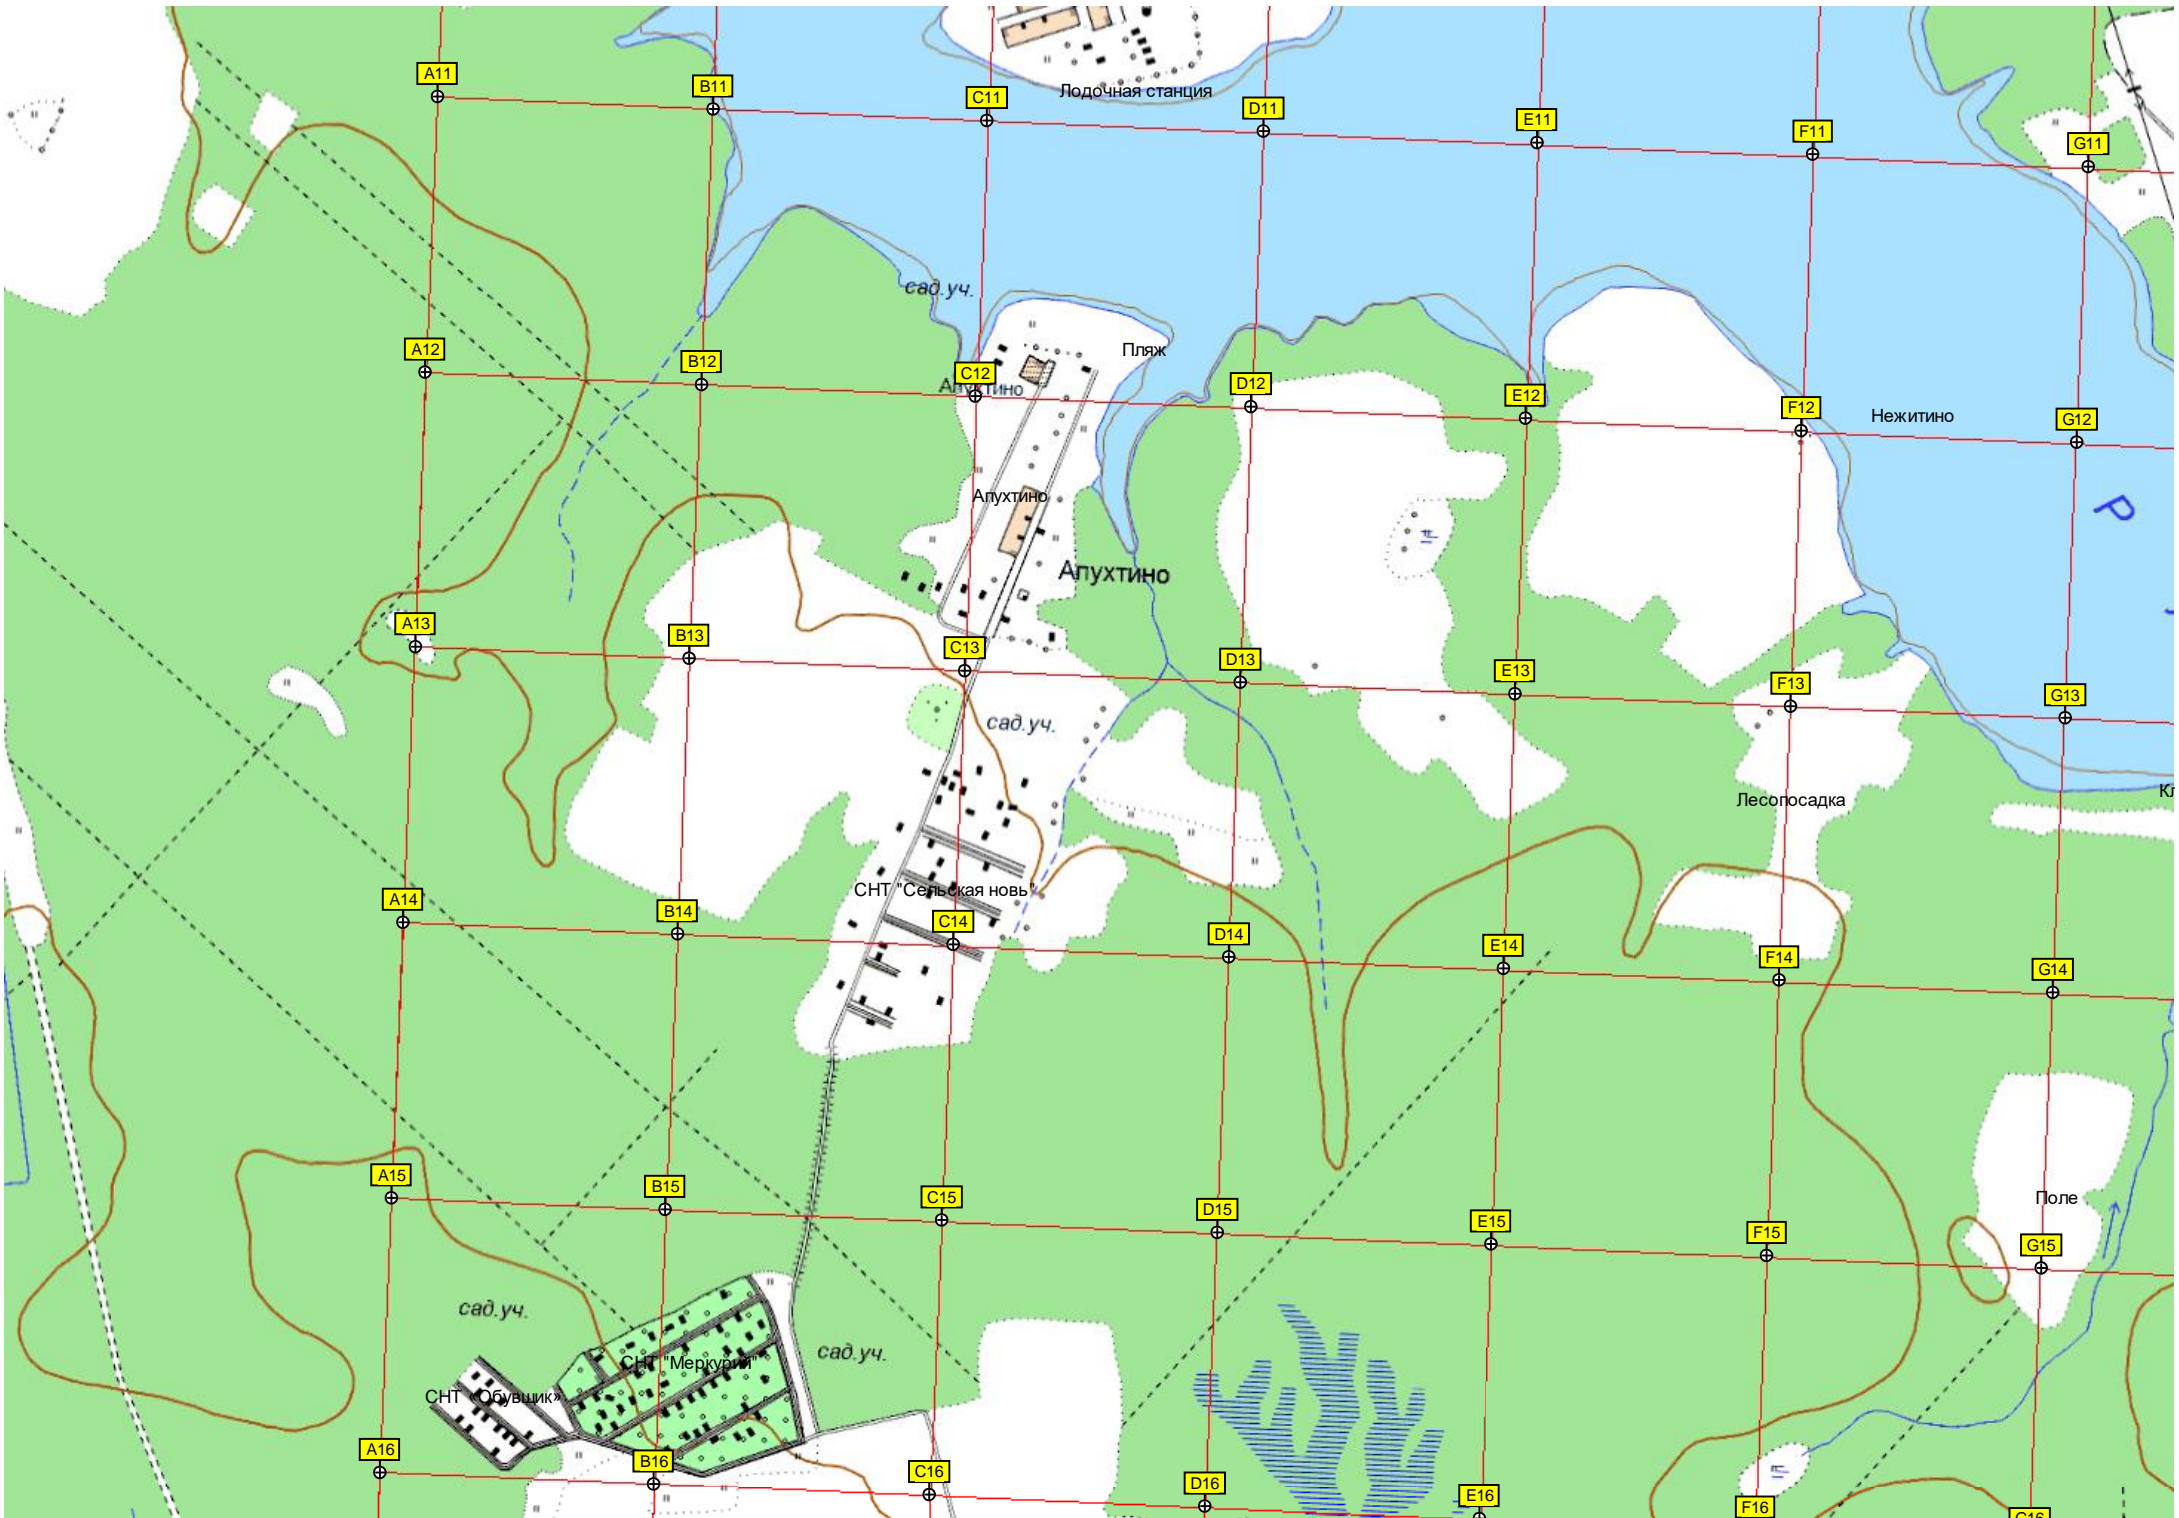 A11
B11
C11
Лодочная станция
D11
E11
F11
G11
сад.уч.
A12
B12
C12
Пляж
Апухтино
D12
E12
F12
Нежитино
G12
Апухтино
Р
Апухтино
A13
B13
C13
D13
E13
F13
G13
сад.уч.
Кл
Лесопосадка
СНТ "Сельская новь"
A14
B14
C14
D14
E14
F14
G14
A15
B15
C15
D15
E15
F15
Поле
G15
сад.уч.
сад.уч.
СНТ "Меркурий"
СНТ «Обувщик»
A16
B16
C16
D16
E16
F16
G16